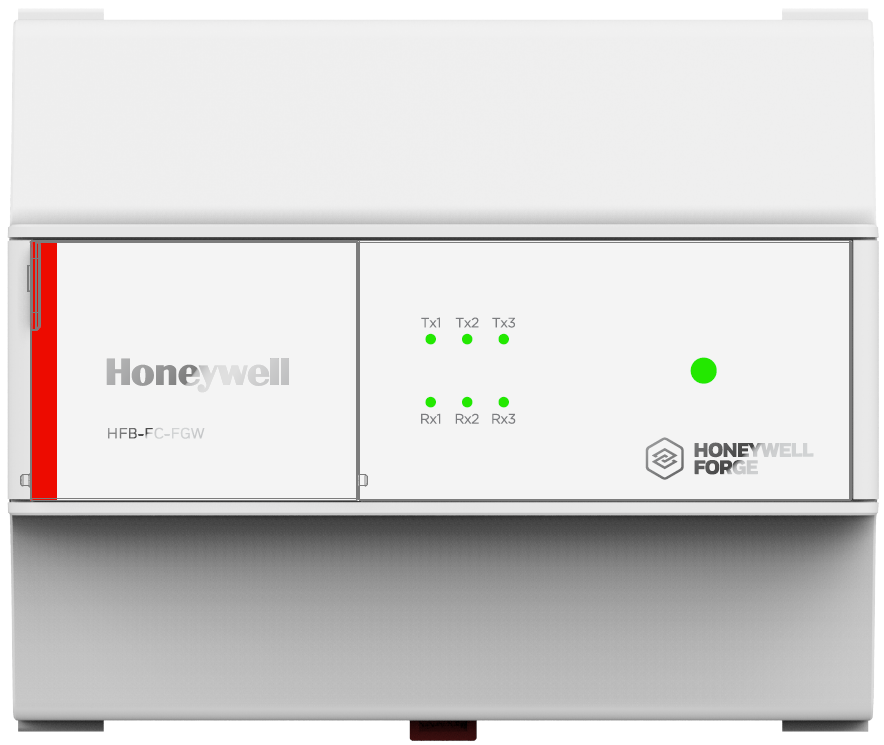 Tx1 Tx2 Tx3
Honeywell
HFB-FC-FGW
Rx1 Rx2 Rx3
HONEYWELL
FORGE